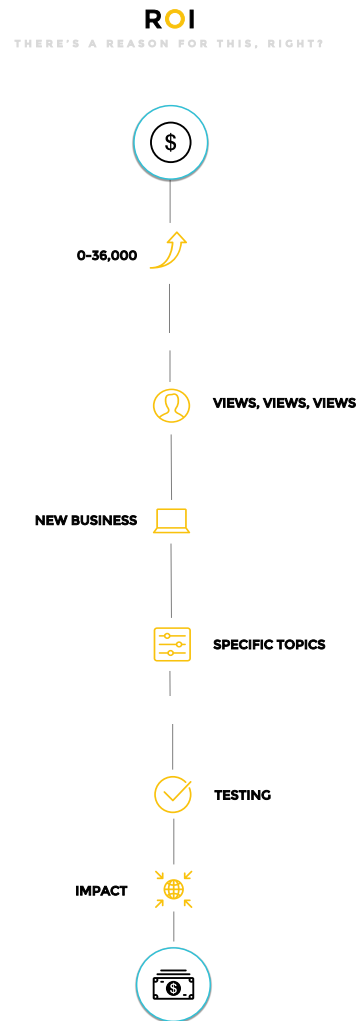 ROI
THERE'S A REASON FOR THIS, RIGHT?
$
0-36,000
VIEWS, VIEWS, VIEWS
NEW BUSINESS
SPECIFIC TOPICS
TESTING
IMPACT
$